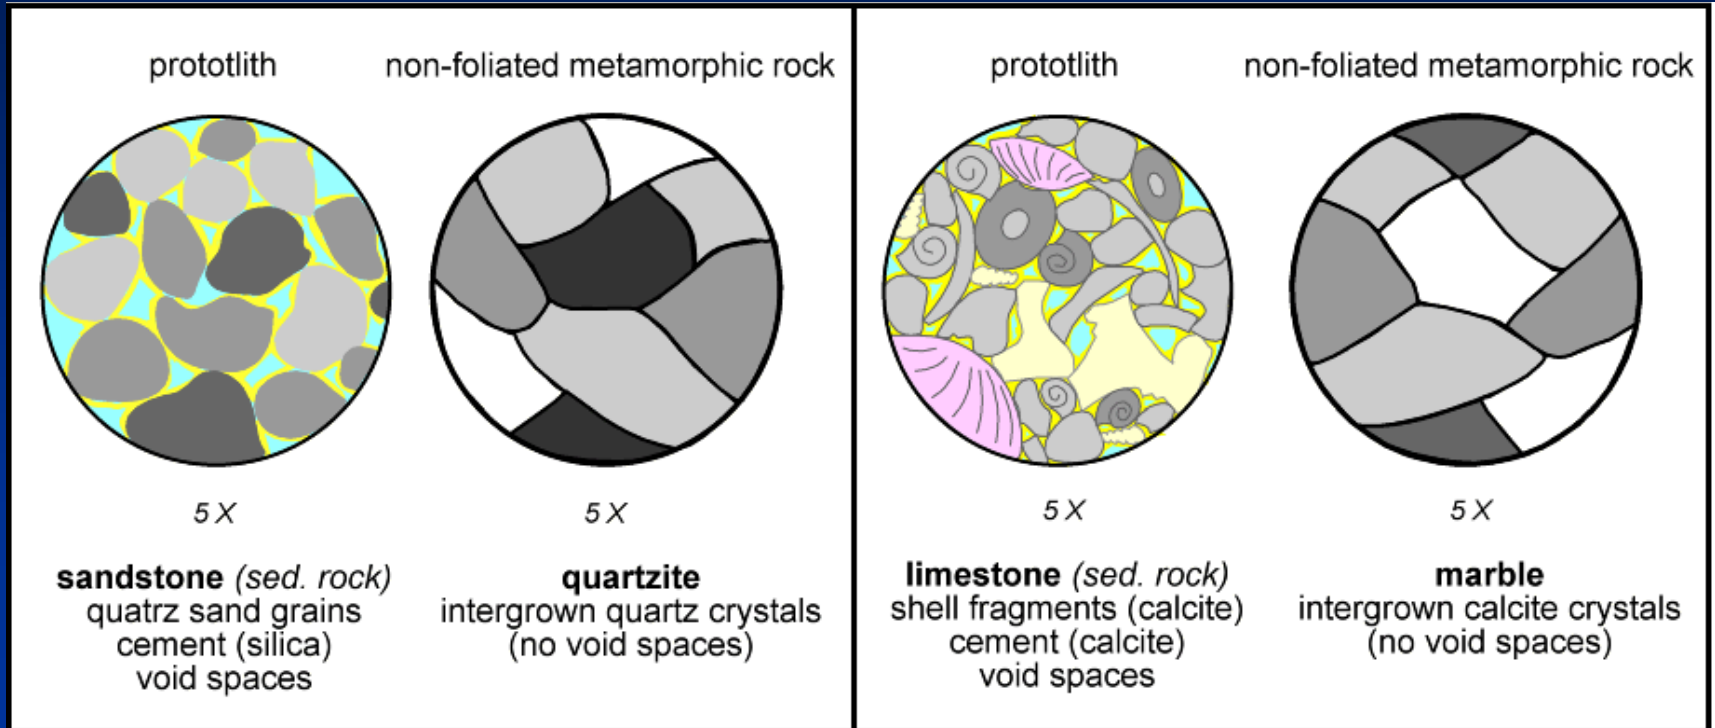 prototlith
non-foliated metamorphic rock
5 X
5 X
sandstone (sed. rock)
quatrz sand grains
cement (silica)
void spaces
quartzite
intergrown quartz crystals
(no void spaces)
prototlith
non-foliated metamorphic rock
5 X
5 X
limestone (sed. rock)
shell fragments (calcite)
cement (calcite)
void spaces
marble
intergrown calcite crystals
(no void spaces)